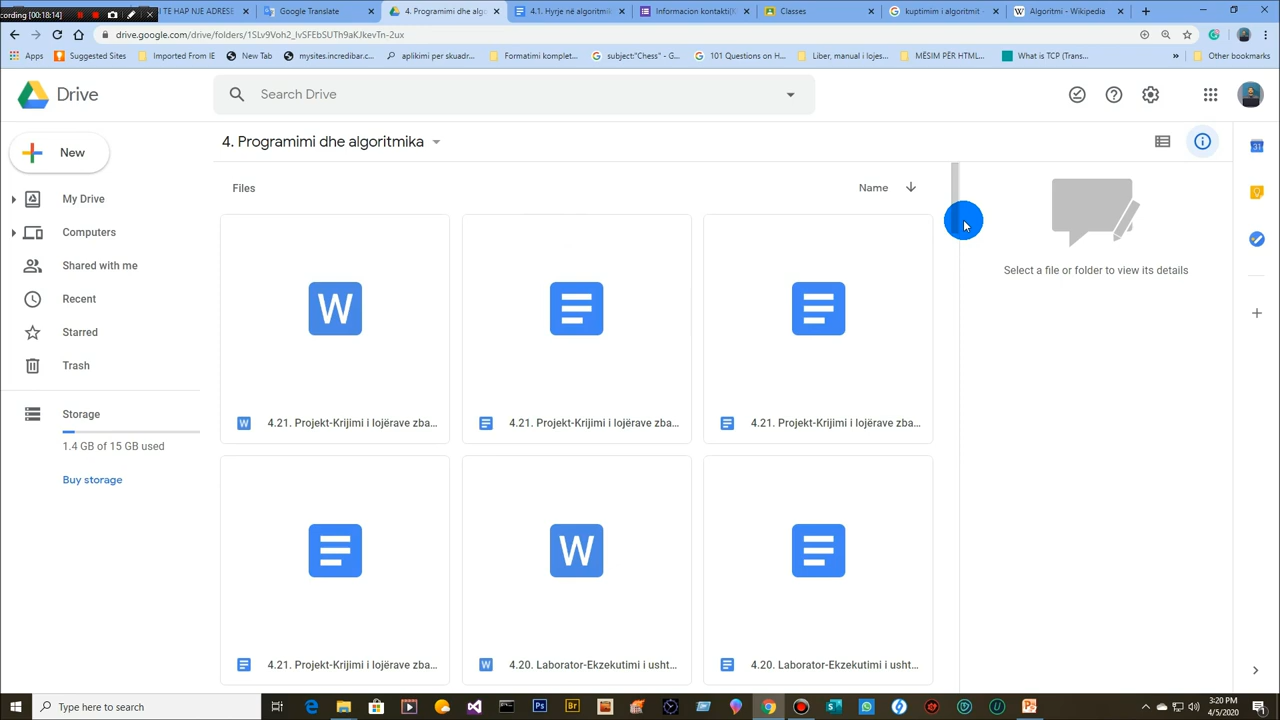 cording [00:18:14]
I TE HAP NJE ADRESE
Google Translate
4. Programimi dhe algo
4.1. Hyrje në algoritmik
Informacion kontakti[
Classes
kuptimi i algoritmit -
Algoritmi - Wikipedia
drive.google.com/drive/folders/1SLv9Voh2_IvSFEbSUTh9aKJkevTn-2ux
Apps
Suggested Sites
Imported From IE
New Tab
mysites.incredibar.c...
aplikimi per skuadr...
Formatimi komplet...
subject:"Chess" - G...
101 Questions on H...
Liber, manual i lojes...
MËSIM PËR HTML...
What is TCP (Trans...
»
Other bookmarks
Drive
Search Drive
New
My Drive
Computers
Shared with me
Recent
Starred
Trash
Storage
1.4 GB of 15 GB used
Buy storage
4. Programimi dhe algoritmika
Files
Name
4.21. Projekt-Krijimi i lojërave zba...
4.21. Projekt-Krijimi i lojërave zba...
4.21. Projekt-Krijimi i lojërave zba...
4.21. Projekt-Krijimi i lojërave zba...
4.20. Laborator-Ekzekutimi i usht...
4.20. Laborator-Ekzekutimi i usht...
Select a file or folder to view its details
Type here to search
3:20 PM
4/5/2020